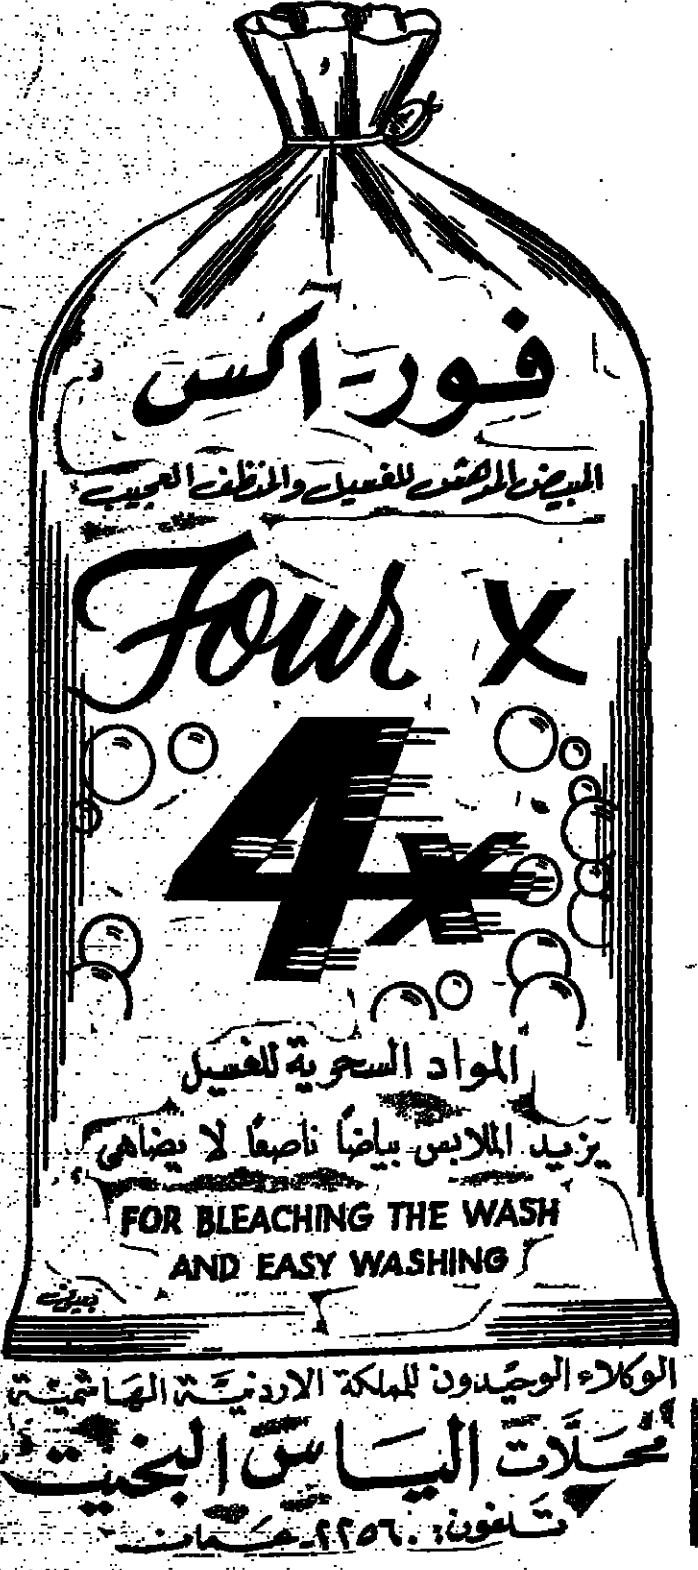 فور-اكس
المبيض المدهش للغسيل والمنظف العجيب
Four X
4x
المواد السحرية للغسيل
يزيد الملابس بياضاً ناصعاً لا يضاهى
FOR BLEACHING THE WASH
AND EASY WASHING
الوكلاء الوحيدون للمملكة الاردنية الهاشمية
محلات الياس البخيت
تلفون: ٢٢٥٦٠ - عمان